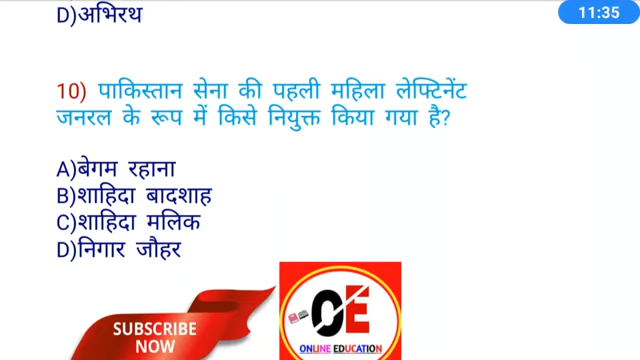 D)अभिरथ
11:35
10) पाकिस्तान सेना की पहली महिला लेफ्टिनेंट
जनरल के रूप में किसे नियुक्त किया गया है?
A)बेगम रहाना
B)शाहिदा बादशाह
C)शाहिदा मलिक
D)निगार जौहर
SUBSCRIBE
NOW
OE
ONLINE EDUCATION